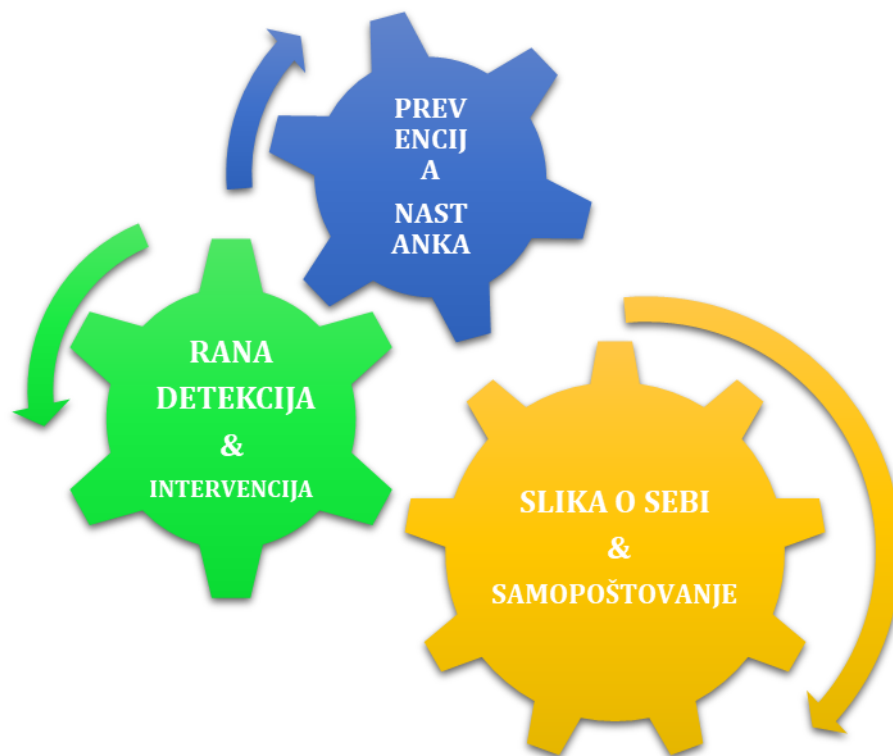 PREV
ENCIJ
A
NAST
ANKA
RANA
DETEKCIJA
&
INTERVENCIJA
SLIKA O SEBI
&
SAMOPOŠTOVANJE